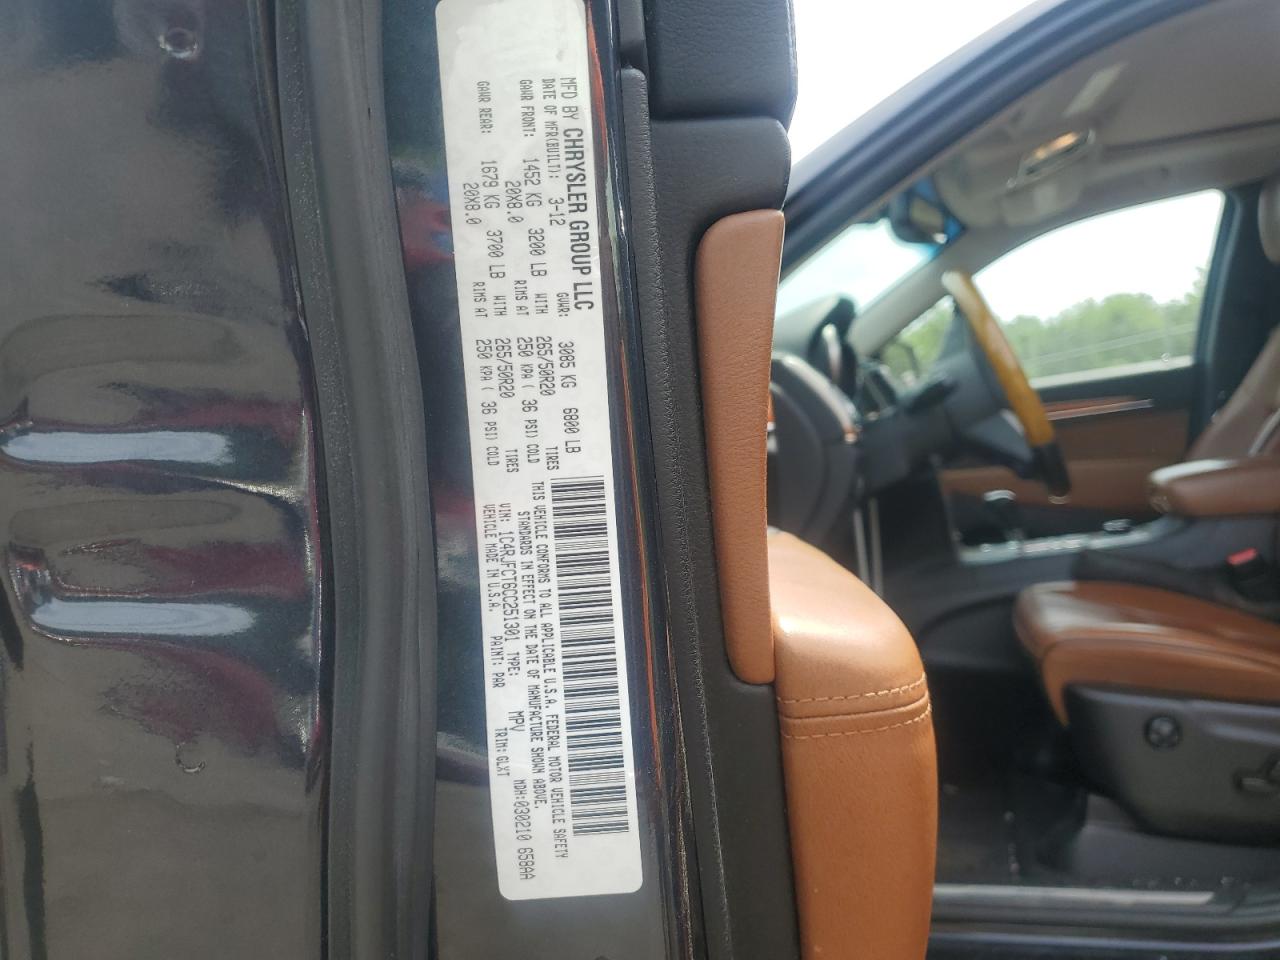 MFD BY CHRYSLER GROUP LLC
DATE OF MFR(BUILT): 3-12 GVWR: 3085 KG 6800 LB
GAWR FRONT: 1452 KG 3200 LB WITH 265/50R20 TIRES
20X8.0 RIMS AT 250 KPA ( 36 PSI) COLD
GAWR REAR: 1679 KG 3700 LB WITH 265/50R20 TIRES
20X8.0 RIMS AT 250 KPA ( 36 PSI) COLD
THIS VEHICLE CONFORMS TO ALL APPLICABLE U.S.A. FEDERAL MOTOR VEHICLE SAFETY
STANDARDS IN EFFECT ON THE DATE OF MANUFACTURE SHOWN ABOVE.
VIN: 1C4RJFCT6CC251301 TYPE: MPV MDH:030210 658AA
VEHICLE MADE IN U.S.A. PAINT: PAR TRIM: GLXT